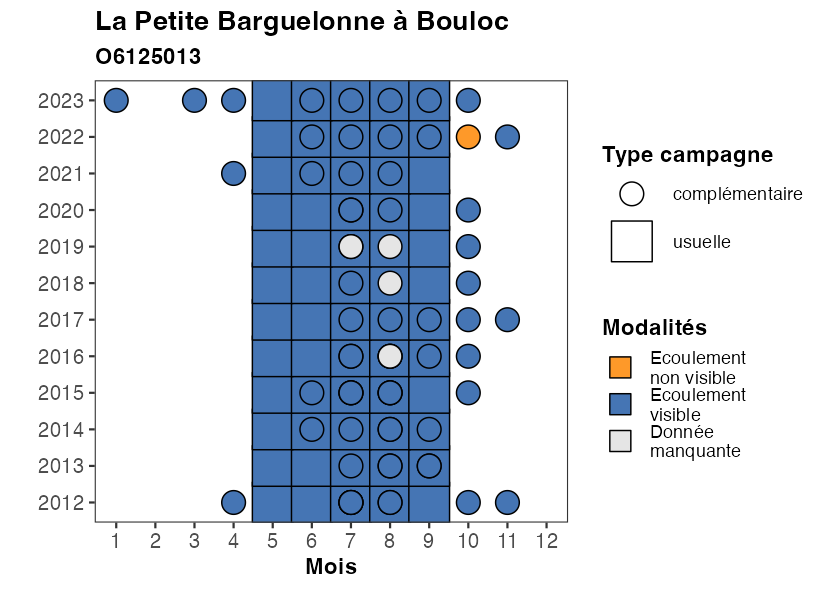 La Petite Barguelonne à Bouloc
O6125013
2023
2022
2021
2020
2019
2018
2017
2016
2015
2014
2013
2012
1 2 3 4 5 6 7 8 9 10 11 12
Mois
Type campagne
complémentaire
usuelle
Modalités
Ecoulement
non visible
Ecoulement
visible
Donnée
manquante